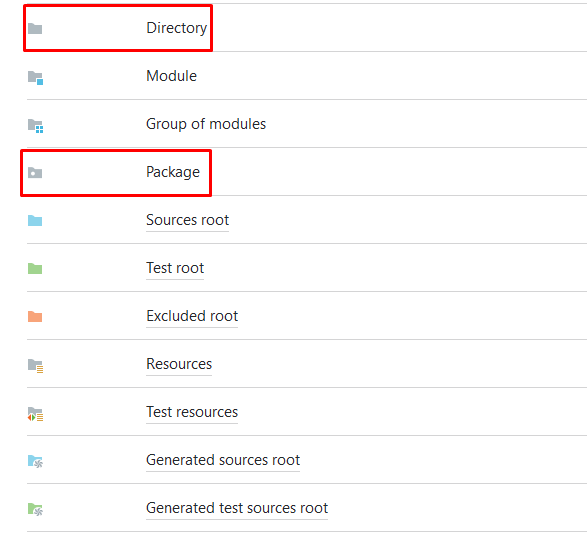 Directory
Module
Group of modules
Package
Sources root
Test root
Excluded root
Resources
Test resources
Generated sources root
Generated test sources root